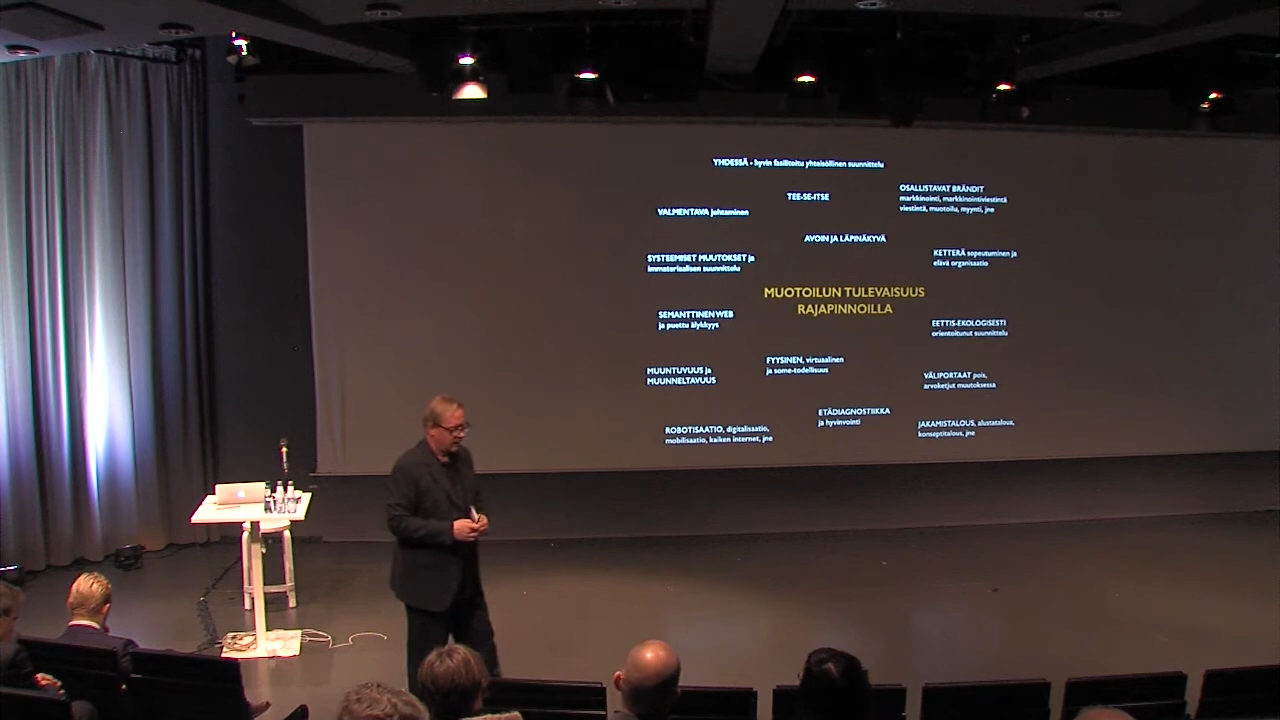 YHDESSÄ - hyvin fasilitoitu yhteisöllinen suunnittelu
TEE-SE-ITSE
OSALLISTAVAT BRÄNDIT
markkinointi, markkinointiviestintä
viestintä, muotoilu, myynti, jne
VALMENTAVA johtaminen
AVOIN JA LÄPINÄKYVÄ
SYSTEEMISET MUUTOKSET ja
immateriaalisen suunnittelu
KETTERÄ sopeutuminen ja
elävä organisaatio
MUOTOILUN TULEVAISUUS
RAJAPINNOILLA
SEMANTTINEN WEB
ja puettu älykkyys
EETTIS-EKOLOGISESTI
orientoitunut suunnittelu
FYYSINEN, virtuaalinen
ja some-todellisuus
MUUNTUVUUS ja
MUUNNELTAVUUS
VÄLIPORTAAT pois,
arvoketjut muutoksessa
ETÄDIAGNOSTIIKKA
ja hyvinvointi
ROBOTISAATIO, digitalisaatio,
mobilisaatio, kaiken internet, jne
JAKAMISTALOUS, alustatalous,
konseptitalous, jne